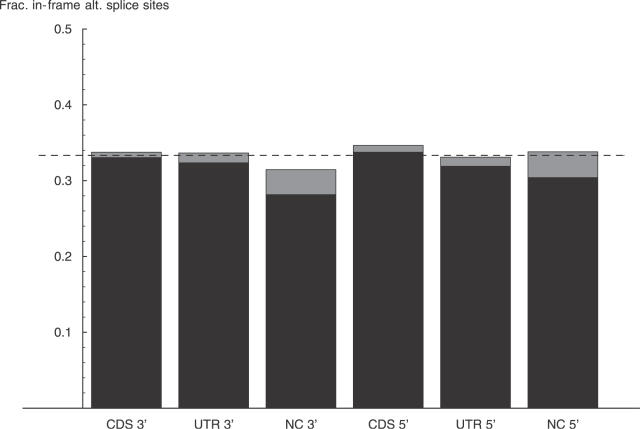 Frac. in-frame alt. splice sites
0.5
0.4
0.3
0.2
0.1
CDS 3' UTR 3' NC 3' CDS 5' UTR 5' NC 5'